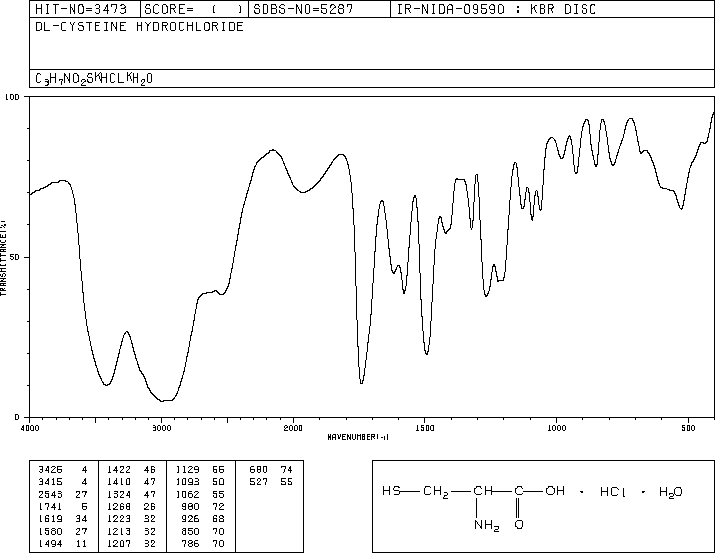 HIT-NO=3473 SCORE= ( ) SDBS-NO=5287 IR-NIDA-09590 : KBR DISC
DL-CYSTEINE HYDROCHLORIDE
C3H7NO2SKHCLKH2O
100
50
0
TRANSMITTANCE(%)
4000 3000 2000 1500 1000 500
WAVENUMBER(-1)
3426 4 1422 46 1129 66 680 74
3415 4 1410 47 1093 50 527 55
2543 27 1324 47 1062 55
1741 6 1268 26 980 72
1619 34 1223 32 926 68
1580 27 1213 32 850 70
1494 11 1207 32 786 70
HS CH2 CH C OH · HCl · H2O
NH2 O